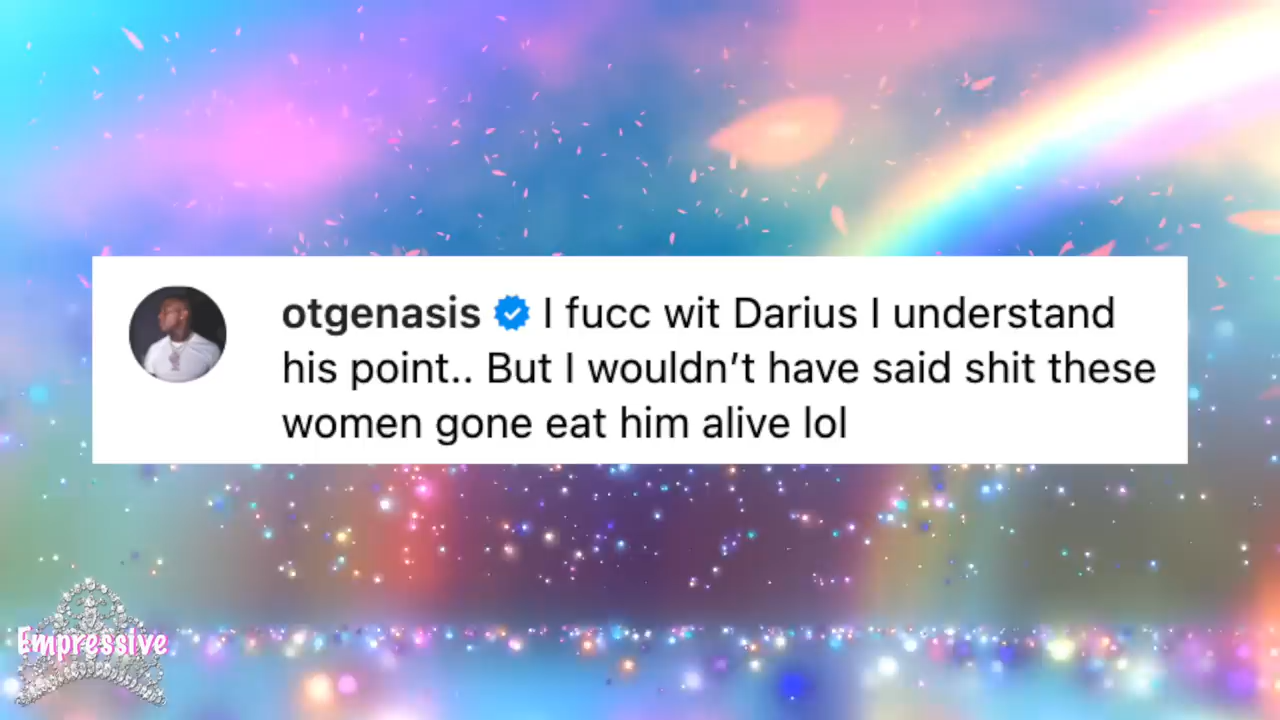 otgenasis I fucc wit Darius I understand
his point.. But I wouldn’t have said shit these
women gone eat him alive lol
Empressive